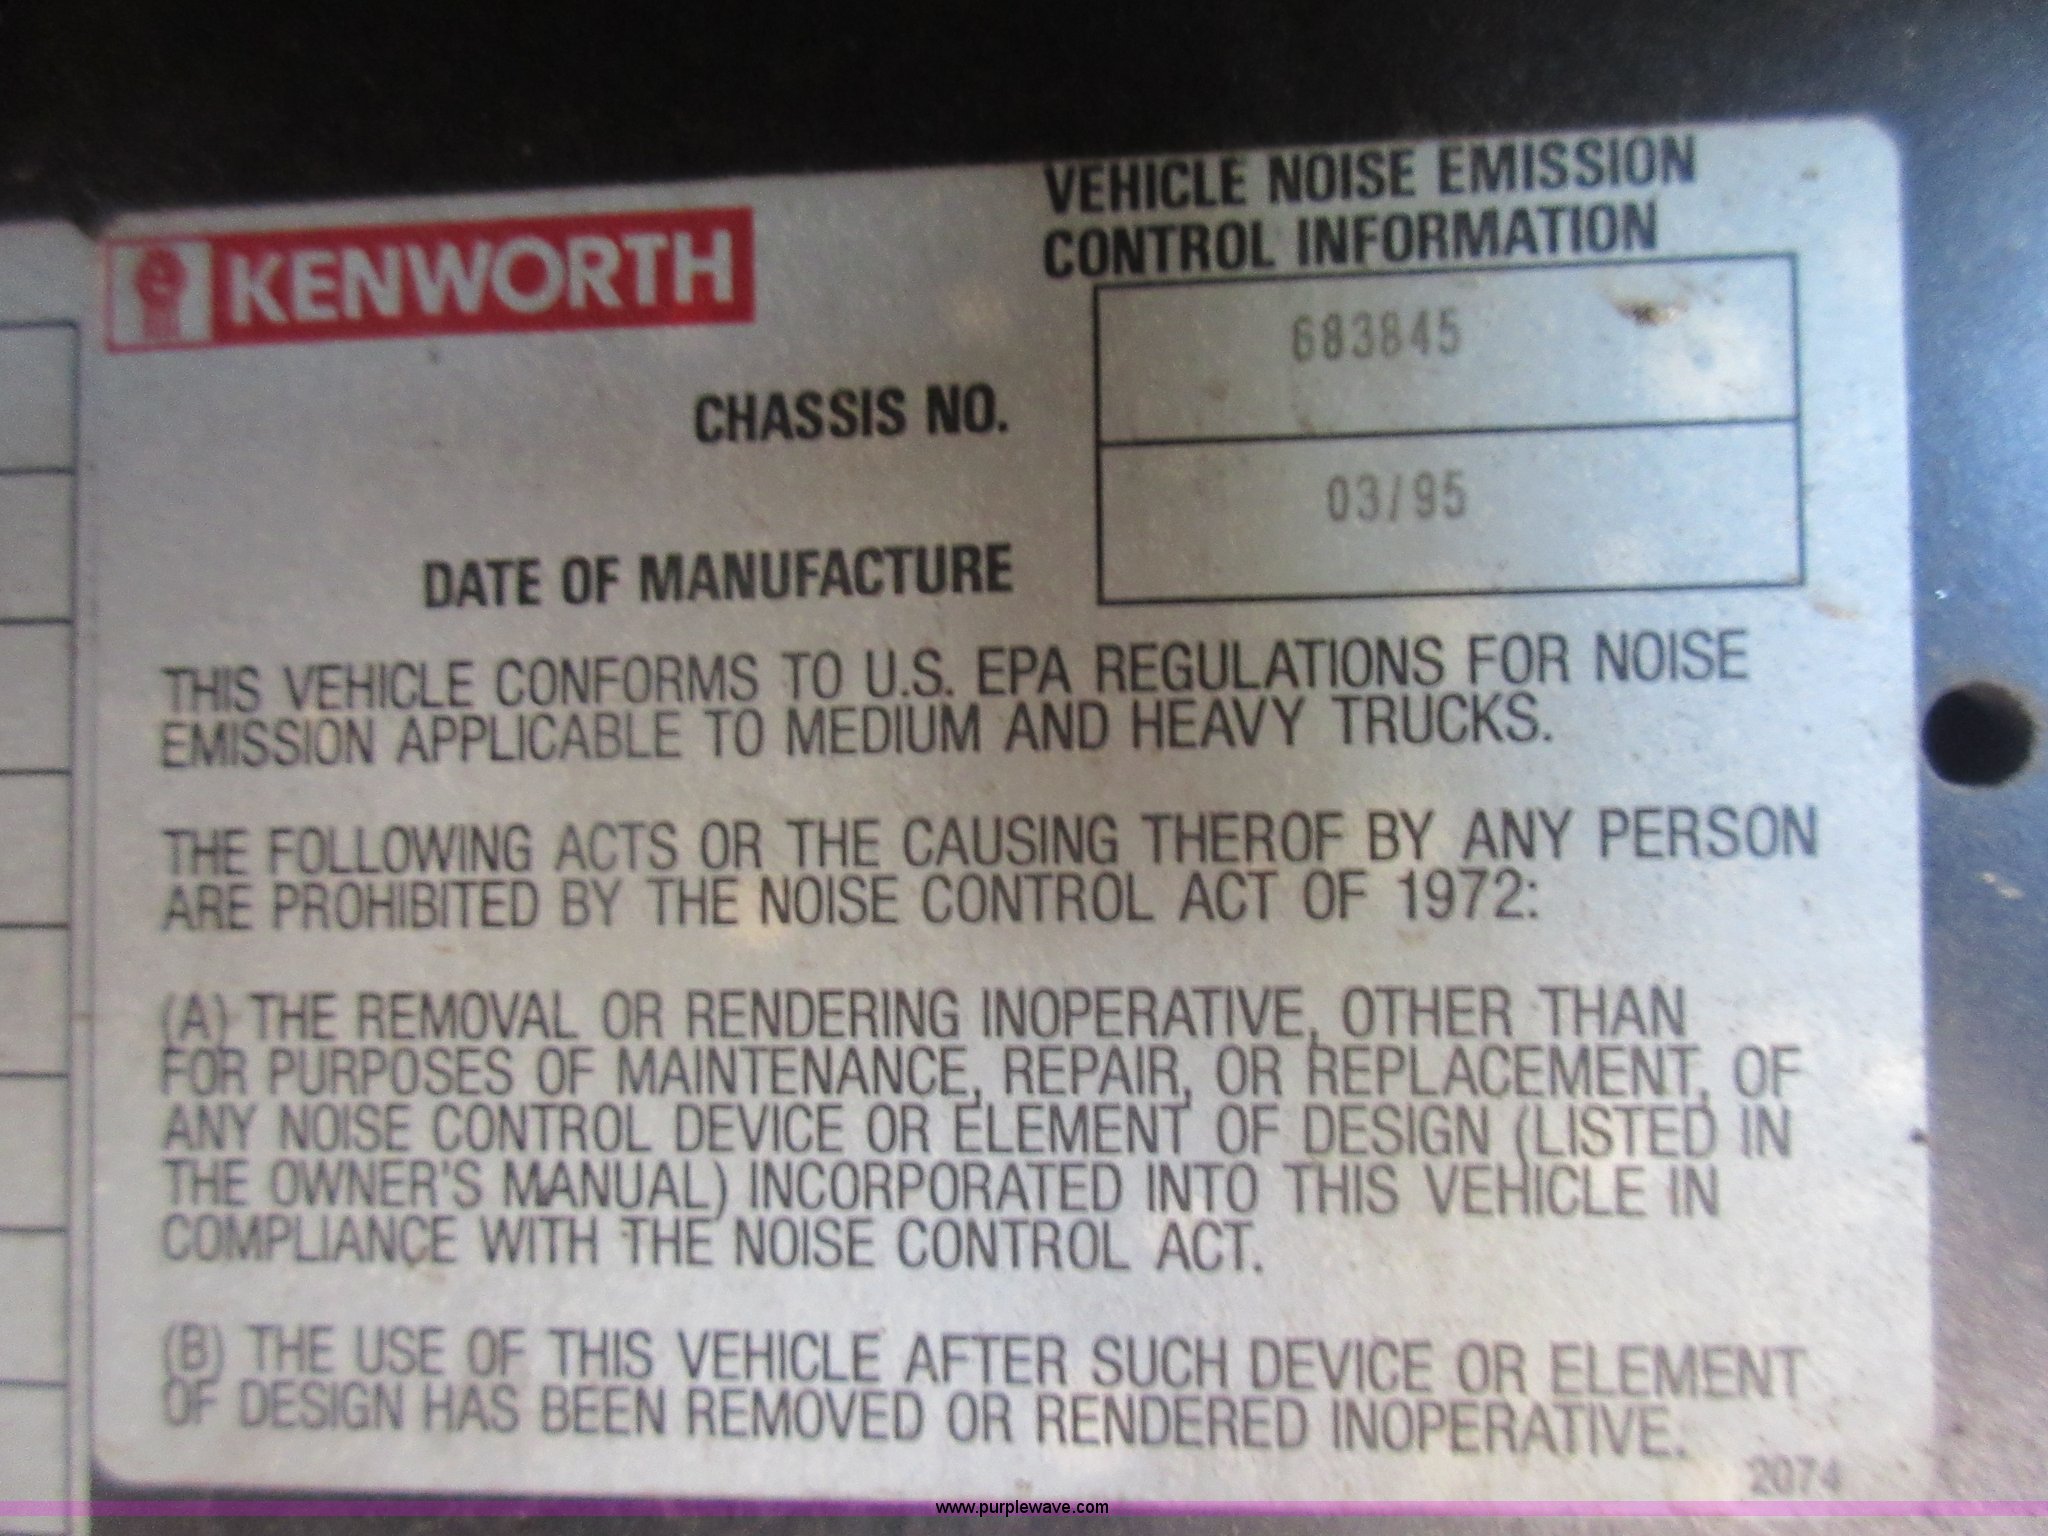 KENWORTH
VEHICLE NOISE EMISSION
CONTROL INFORMATION
CHASSIS NO.
683845
DATE OF MANUFACTURE
03/95
THIS VEHICLE CONFORMS TO U.S. EPA REGULATIONS FOR NOISE
EMISSION APPLICABLE TO MEDIUM AND HEAVY TRUCKS.
THE FOLLOWING ACTS OR THE CAUSING THEROF BY ANY PERSON
ARE PROHIBITED BY THE NOISE CONTROL ACT OF 1972:
(A) THE REMOVAL OR RENDERING INOPERATIVE, OTHER THAN
FOR PURPOSES OF MAINTENANCE, REPAIR, OR REPLACEMENT, OF
ANY NOISE CONTROL DEVICE OR ELEMENT OF DESIGN (LISTED IN
THE OWNER'S MANUAL) INCORPORATED INTO THIS VEHICLE IN
COMPLIANCE WITH THE NOISE CONTROL ACT.
(B) THE USE OF THIS VEHICLE AFTER SUCH DEVICE OR ELEMENT
OF DESIGN HAS BEEN REMOVED OR RENDERED INOPERATIVE.
2074
www.purplewave.com